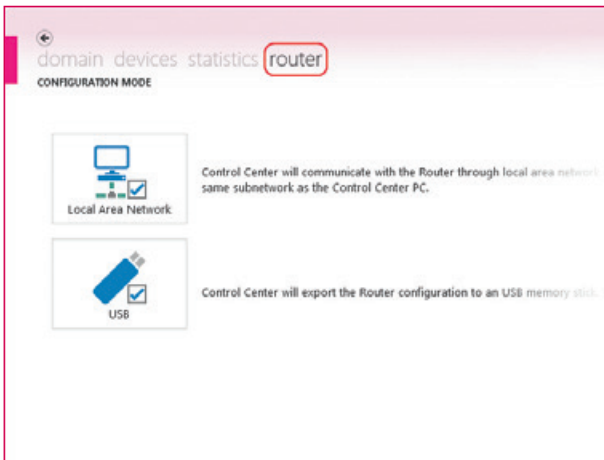 domain devices statistics router
CONFIGURATION MODE
Control Center will communicate with the Router through local area network
same subnetwork as the Control Center PC.
Local Area Network
Control Center will export the Router configuration to an USB memory stick.
USB